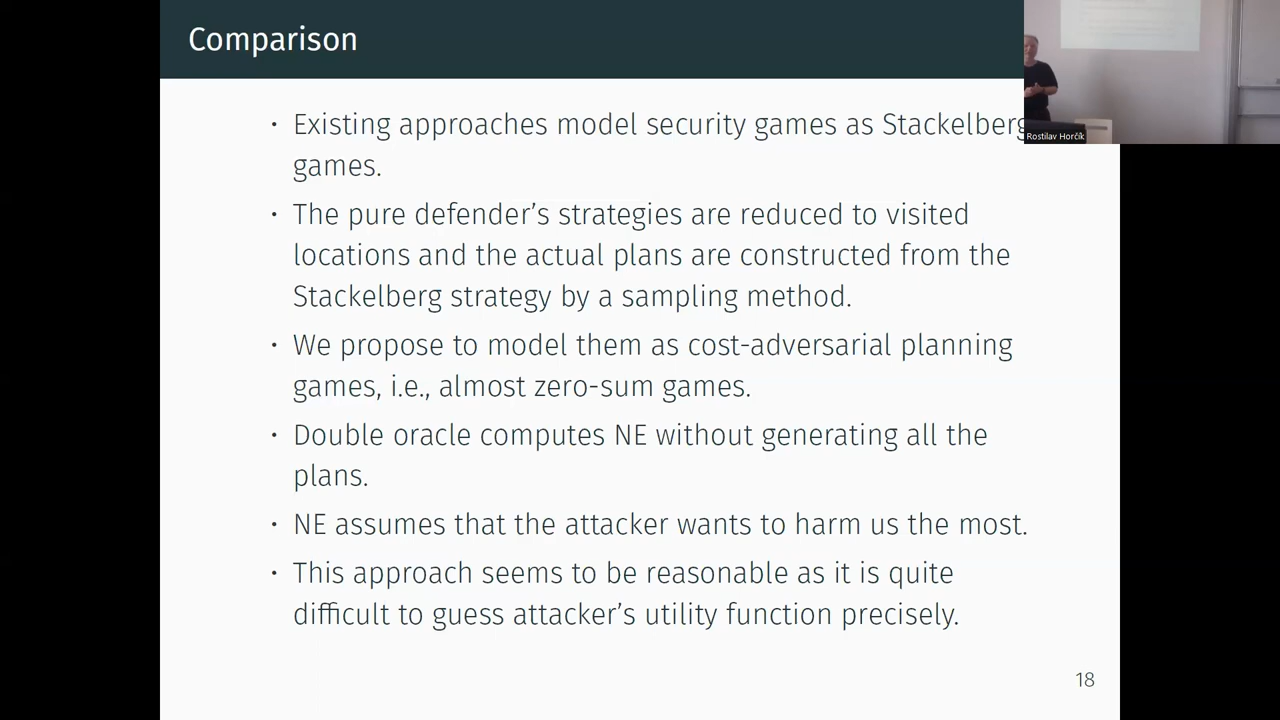 Comparison
Rostilav Horčík
• Existing approaches model security games as Stackelberg
games.
• The pure defender’s strategies are reduced to visited
locations and the actual plans are constructed from the
Stackelberg strategy by a sampling method.
• We propose to model them as cost-adversarial planning
games, i.e., almost zero-sum games.
• Double oracle computes NE without generating all the
plans.
• NE assumes that the attacker wants to harm us the most.
• This approach seems to be reasonable as it is quite
difficult to guess attacker’s utility function precisely.
18